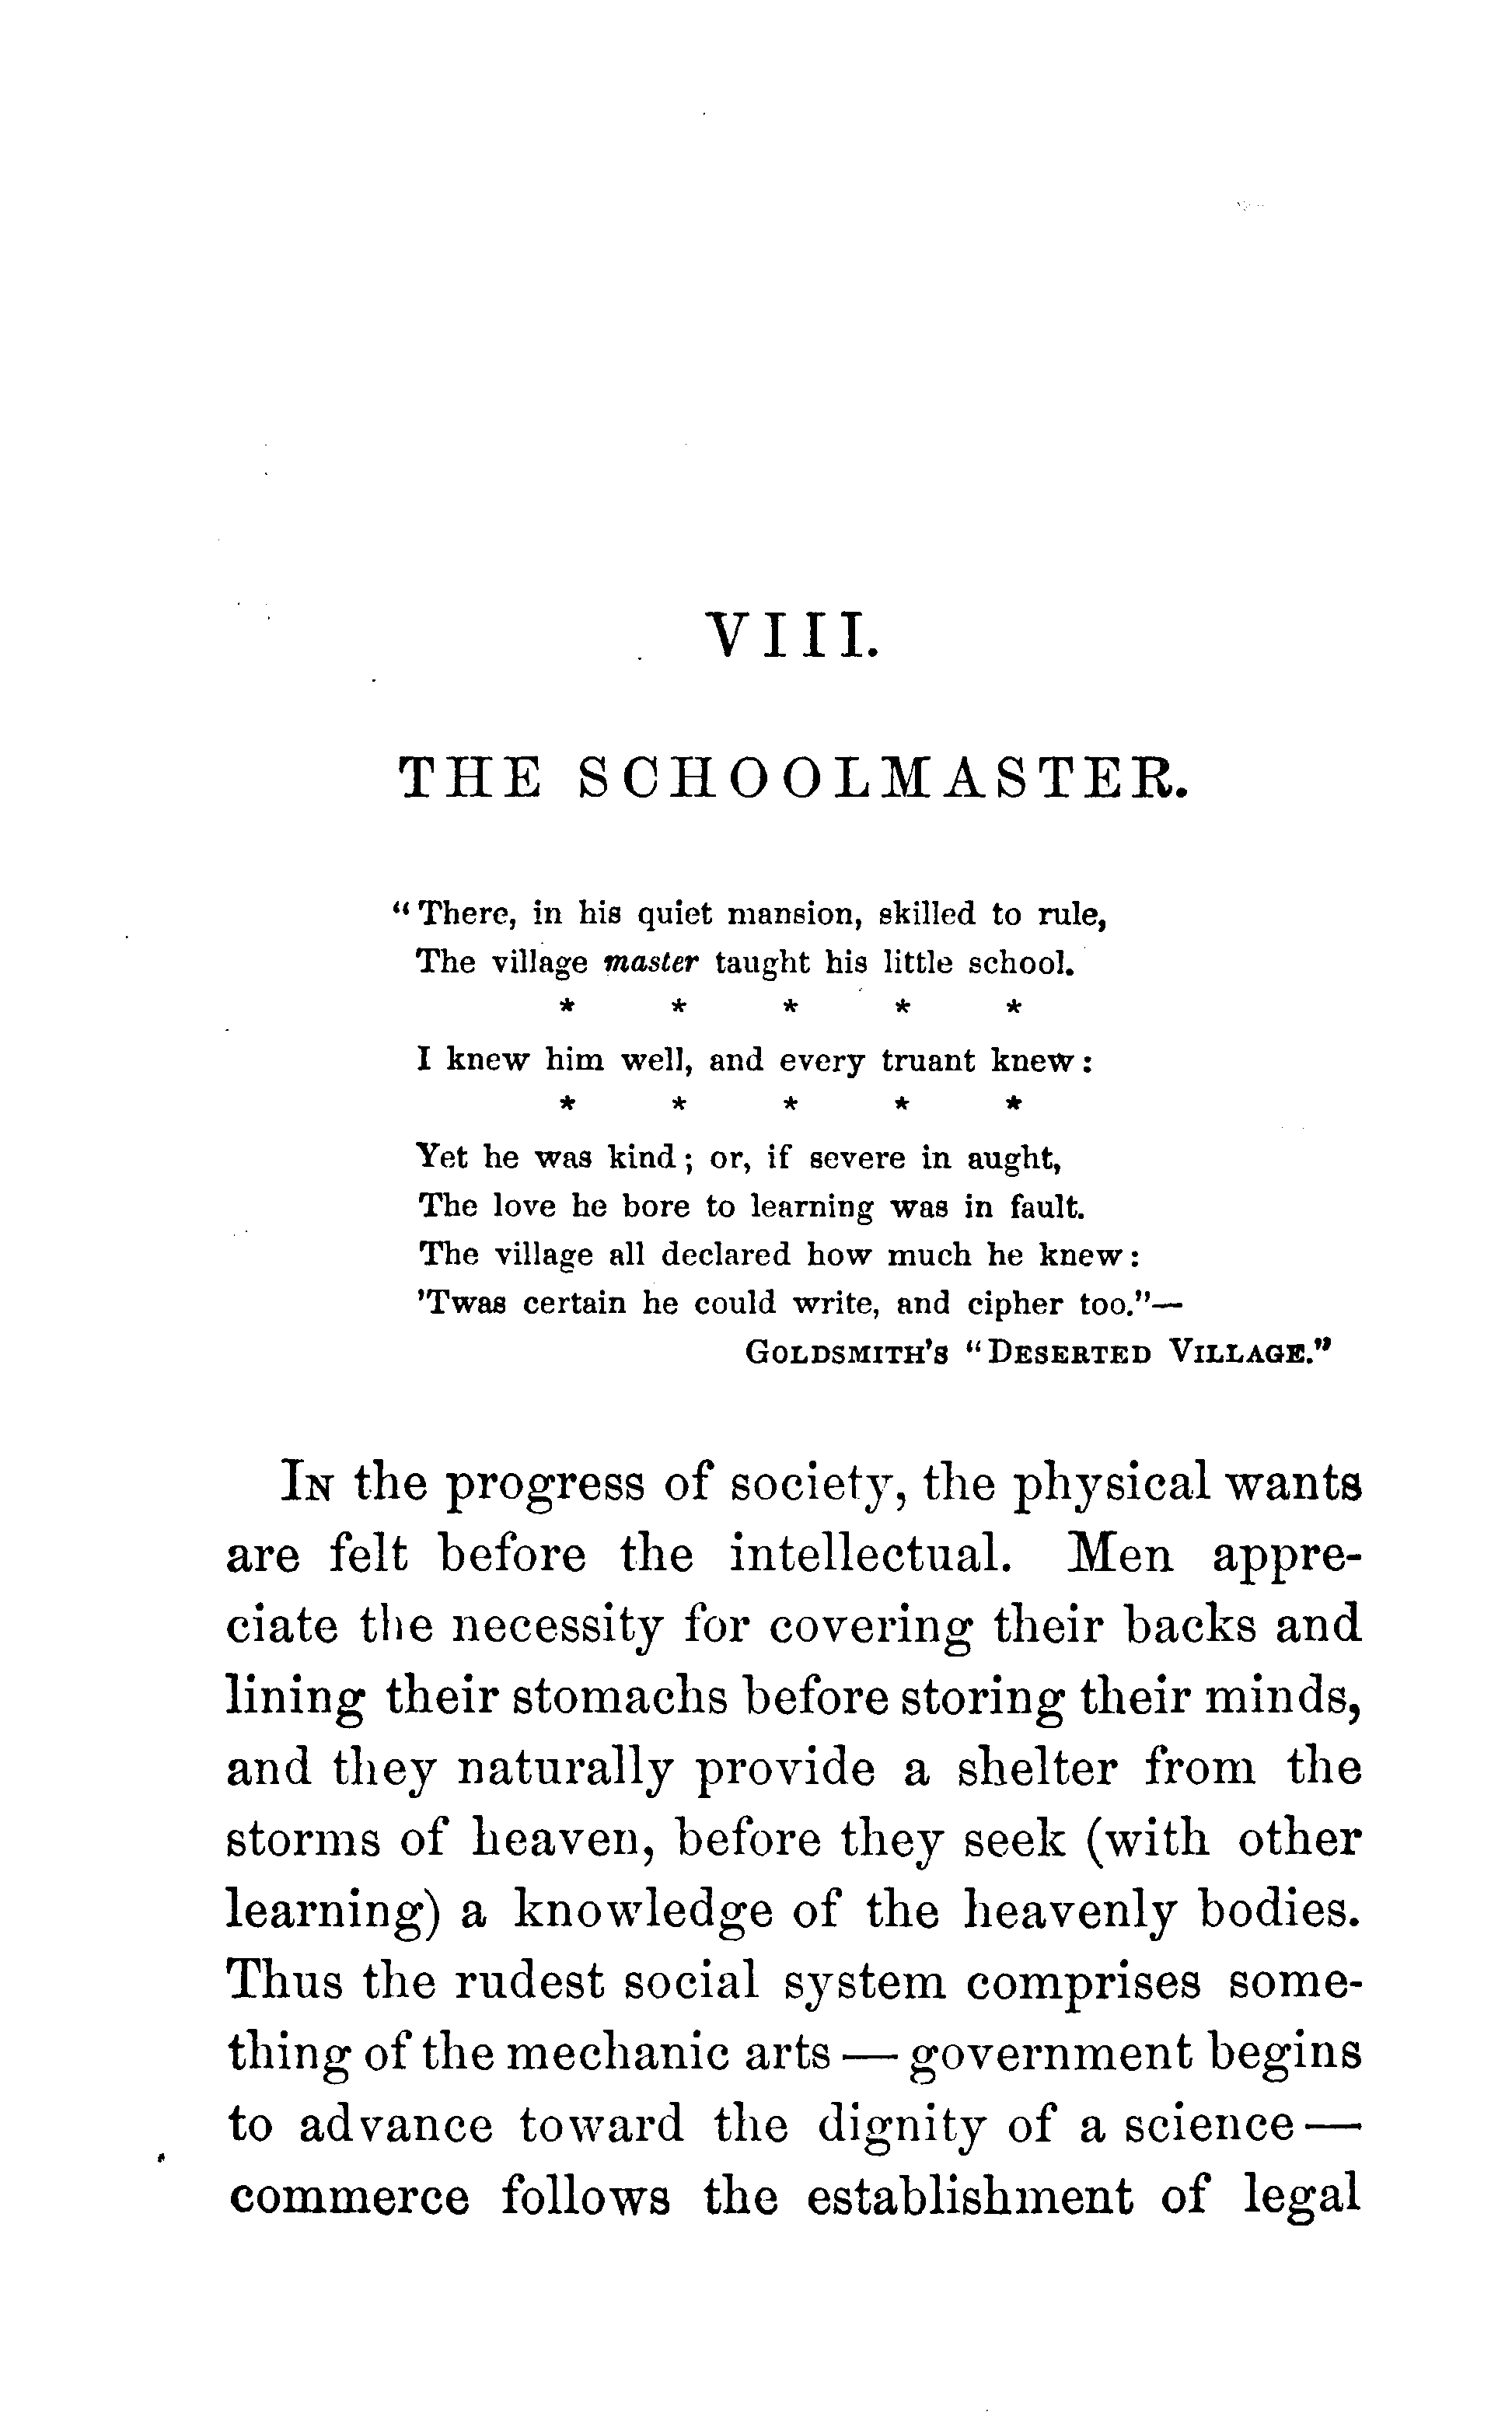 VIII.
THE SCHOOLMASTER.
“There, in his quiet mansion, skilled to rule,
The village master taught his little school.
* * * * *
I knew him well, and every truant knew:
* * * * *
Yet he was kind; or, if severe in aught,
The love he bore to learning was in fault.
The village all declared how much he knew:
’Twas certain he could write, and cipher too.”—
GOLDSMITH’S “DESERTED VILLAGE.”
IN the progress of society, the physical wants
are felt before the intellectual. Men appre-
ciate the necessity for covering their backs and
lining their stomachs before storing their minds,
and they naturally provide a shelter from the
storms of heaven, before they seek (with other
learning) a knowledge of the heavenly bodies.
Thus the rudest social system comprises some-
thing of the mechanic arts — government begins
to advance toward the dignity of a science —
commerce follows the establishment of legal